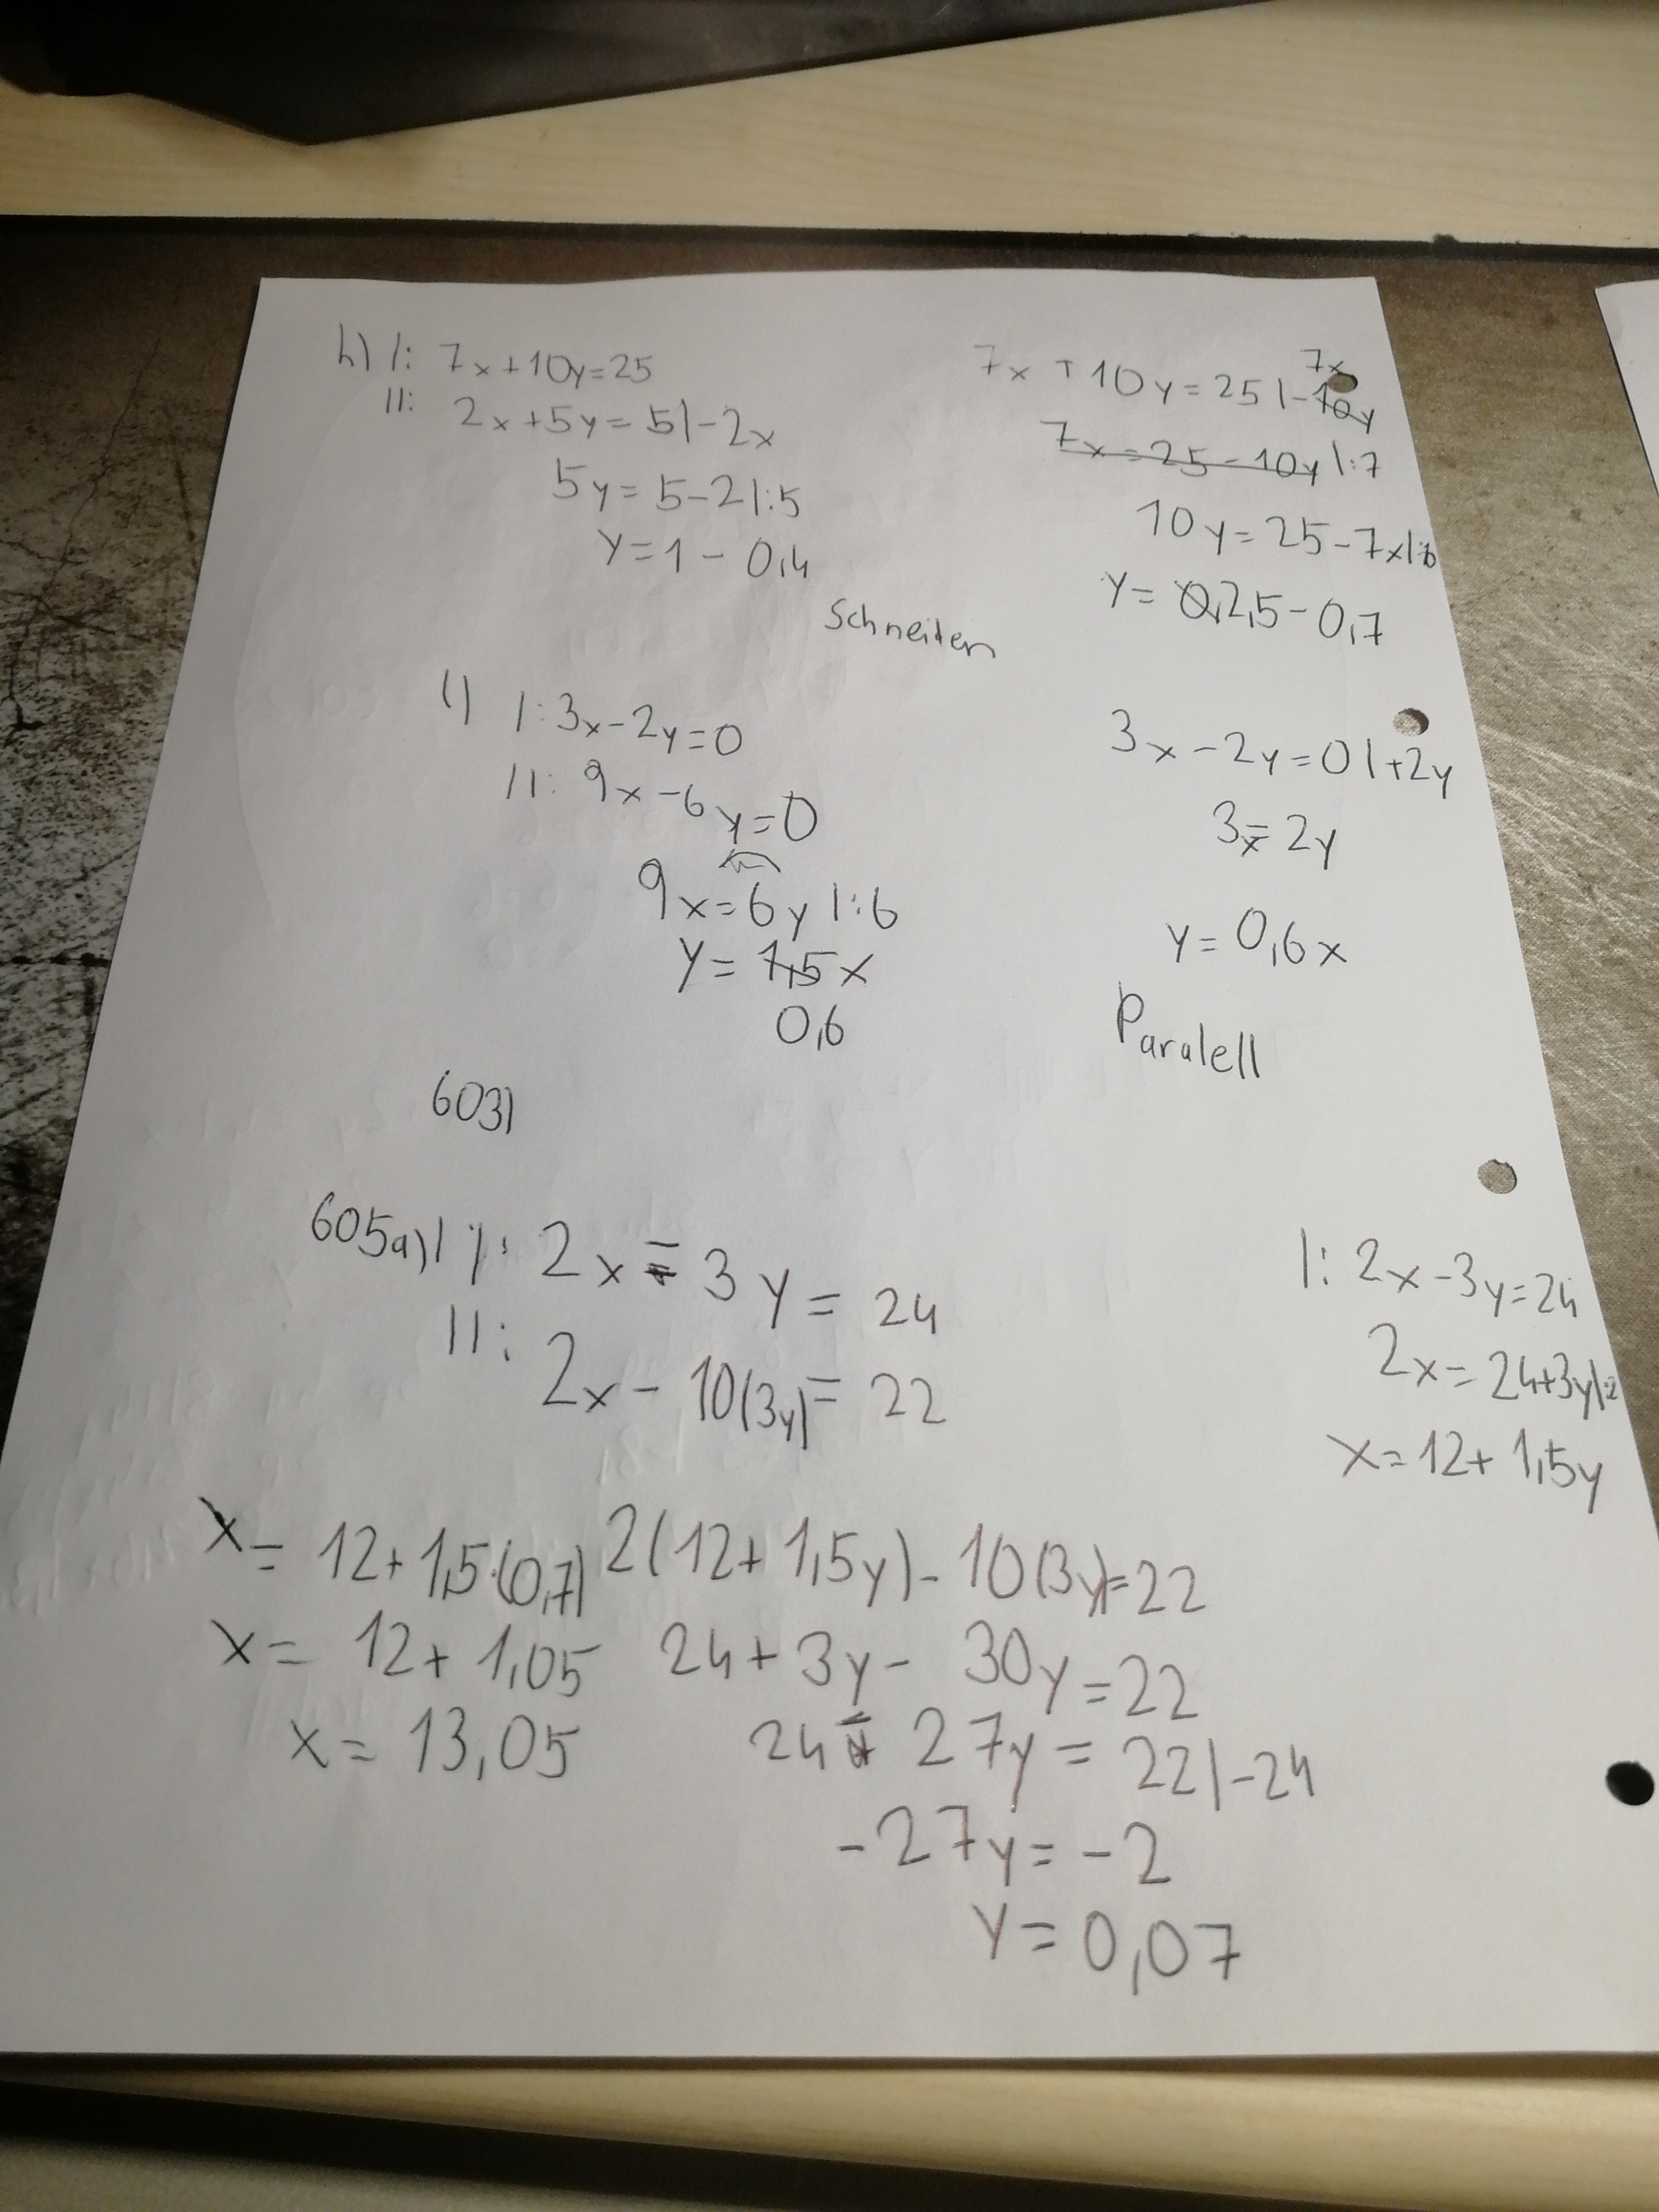 h) I: 7x+10y=25
II: 2x+5y=5|-2x
5y=5-2|:5
y=1-0,4
7x+10y=25|-10y 7x
7x=25-10y|:7
10y=25-7x|:
y=0,2,5-0,7
Schneiden
I: 3x-2y=0
II: 9x-6y=0
9x=6y|:6
y=1,5x
0,6
3x-2y=0|+2y
3x=2y
y=0,6x
Paralell
603)
605a) I: 2x-3y=24
II: 2x-10(3y)=22
I: 2x-3y=24
2x=24+3y|:2
x=12+1,5y
x=12+1,5·(0,7)
x=12+1,05
x=13,05
2(12+1,5y)-10(3y)=22
24+3y-30y=22
24-27y=22|-24
-27y=-2
y=0,07